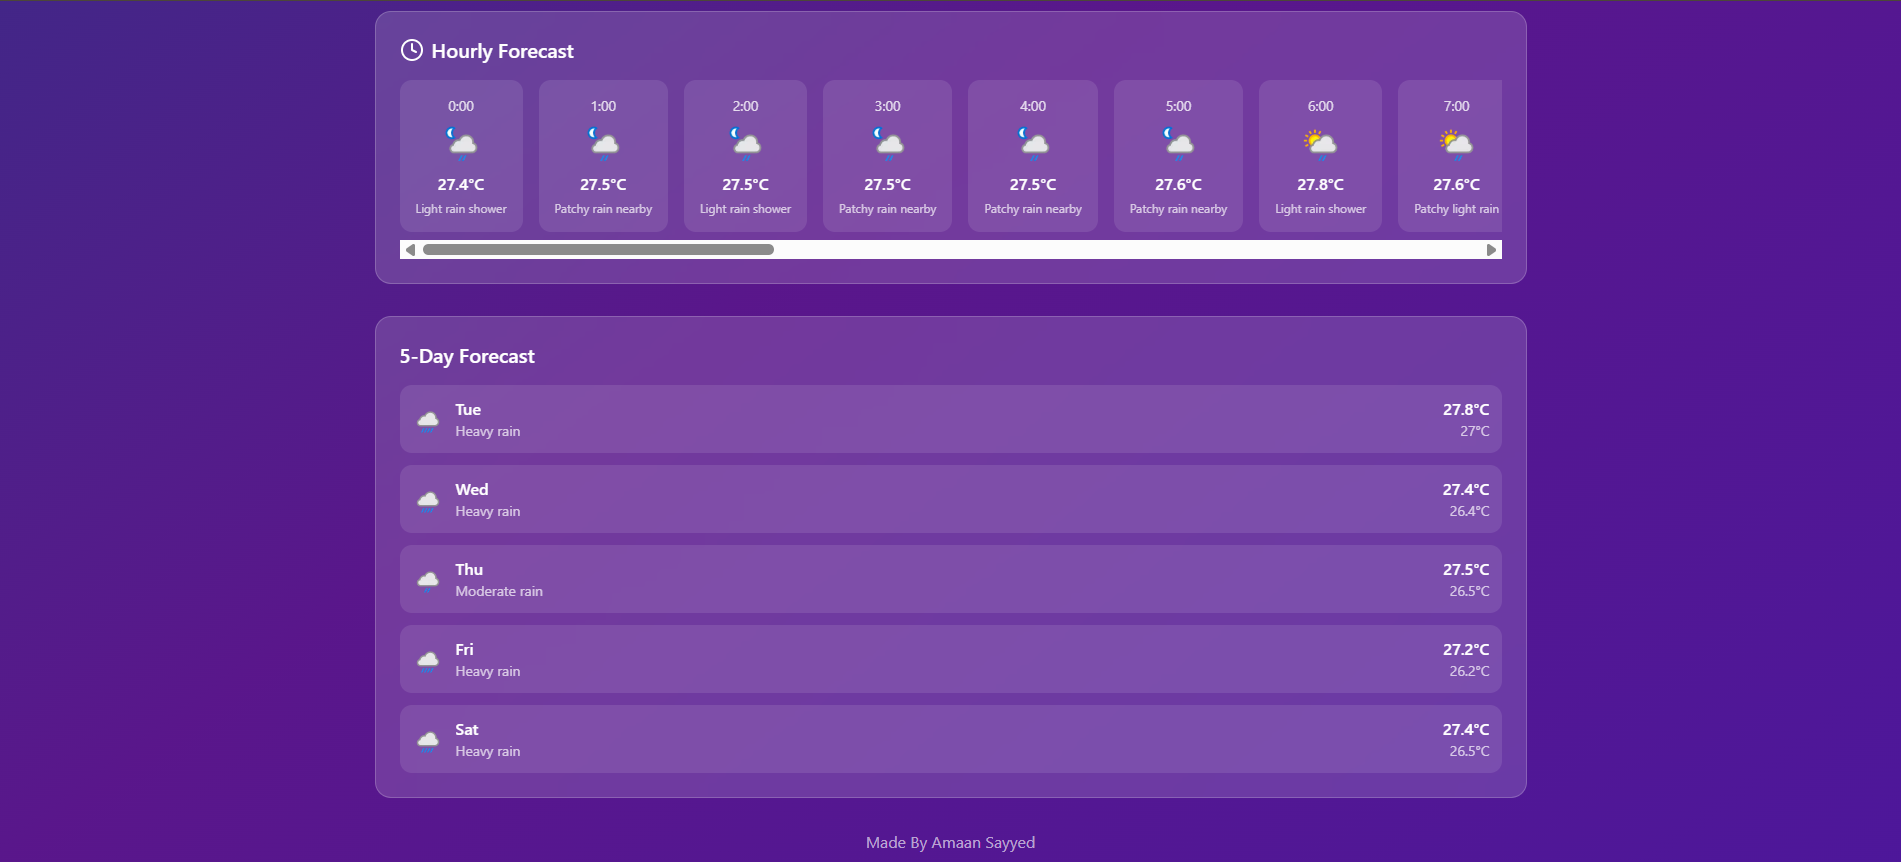 Hourly Forecast
0:00
27.4°C
Light rain shower
1:00
27.5°C
Patchy rain nearby
2:00
27.5°C
Light rain shower
3:00
27.5°C
Patchy rain nearby
4:00
27.5°C
Patchy rain nearby
5:00
27.6°C
Patchy rain nearby
6:00
27.8°C
Light rain shower
7:00
27.6°C
Patchy light rain
5-Day Forecast
Tue
Heavy rain
27.8°C
27°C
Wed
Heavy rain
27.4°C
26.4°C
Thu
Moderate rain
27.5°C
26.5°C
Fri
Heavy rain
27.2°C
26.2°C
Sat
Heavy rain
27.4°C
26.5°C
Made By Amaan Sayyed